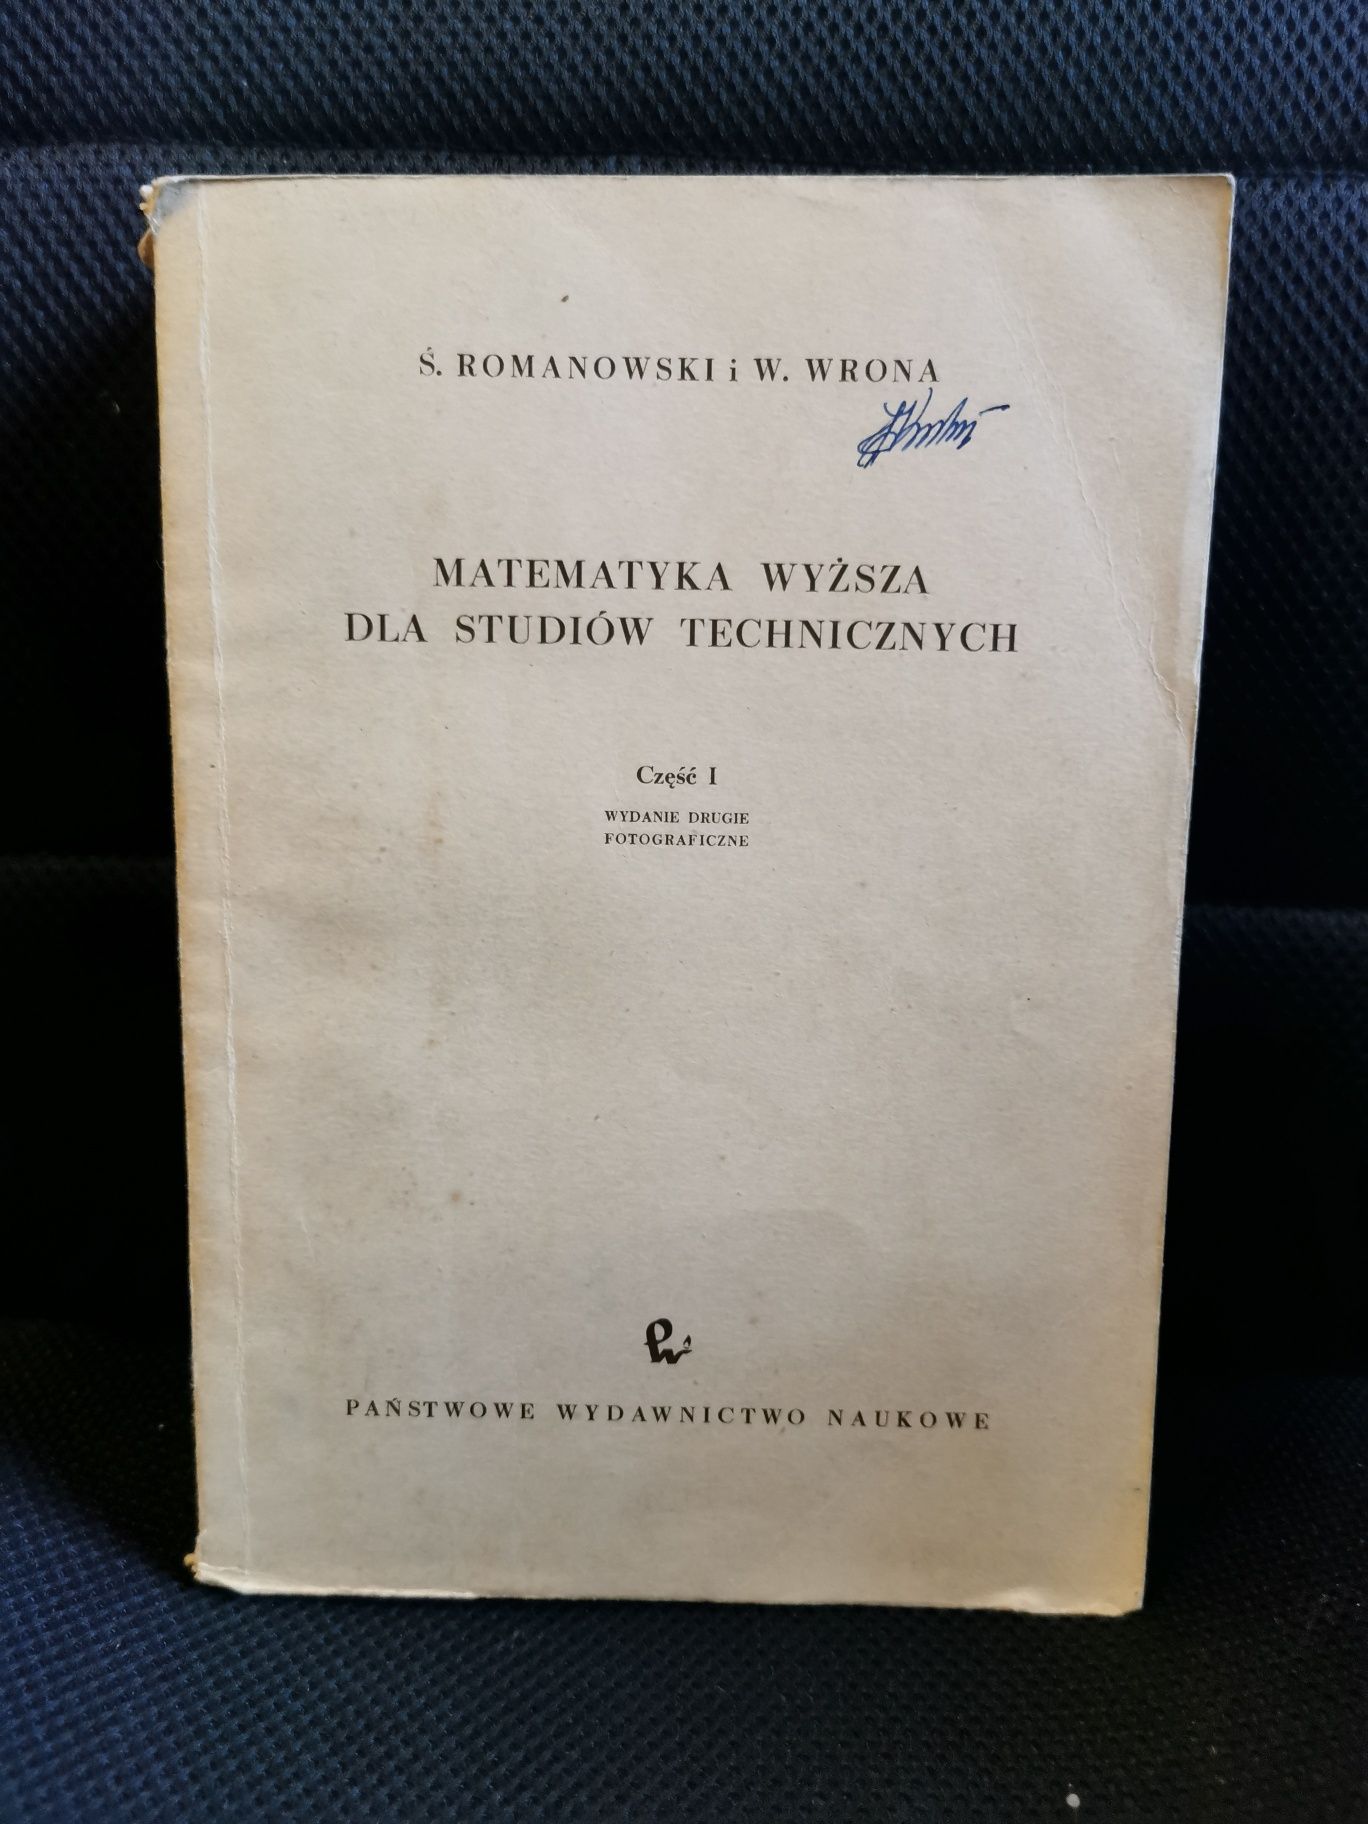 Ś. ROMANOWSKI i W. WRONA
MATEMATYKA WYŻSZA
DLA STUDIÓW TECHNICZNYCH
Część I
WYDANIE DRUGIE
FOTOGRAFICZNE
PAŃSTWOWE WYDAWNICTWO NAUKOWE